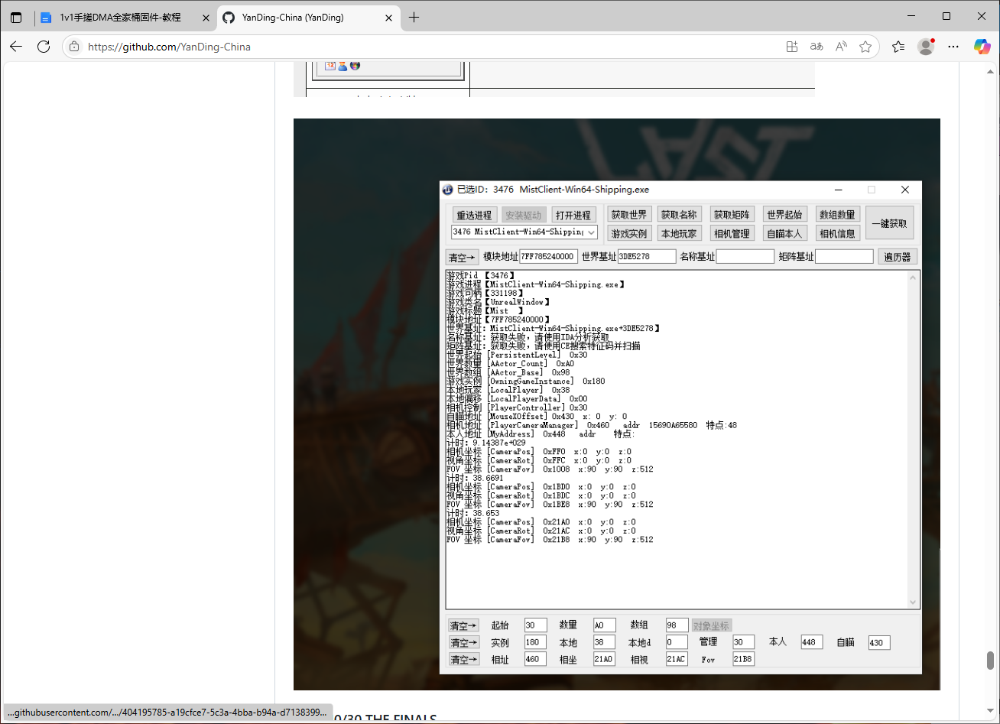 1v1手搓DMA全家桶固件-教程
YanDing-China (YanDing)
https://github.com/YanDing-China
已选ID: 3476 MistClient-Win64-Shipping.exe
重选进程 安装驱动 打开进程 获取世界 获取名称 获取矩阵 世界起始 数组数量 一键获取
3476 MistClient-Win64-Shipping 游戏实例 本地玩家 相机管理 自瞄本人 相机信息
清空→ 模块地址 7FF785240000 世界基址 3DE5278 名称基址 矩阵基址 遍历器
游戏Pid 【3476】
游戏进程【MistClient-Win64-Shipping.exe】
游戏句柄【331198】
游戏类名【UnrealWindow】
游戏标题【Mist 】
模块地址【7FF785240000】
世界基址: MistClient-Win64-Shipping.exe+3DE5278】
名称基址: 获取失败，请使用IDA分析获取
矩阵基址: 获取失败，请使用CE搜索特征码并扫描
世界起始 [PersistentLevel] 0x30
世界数量 [AActor_Count] 0xA0
世界数组 [AActor_Base] 0x98
游戏实例 [OwningGameInstance] 0x180
本地玩家 [LocalPlayer] 0x38
本地偏移 [LocalPlayerData] 0x00
相机控制 [PlayerController] 0x30
自瞄地址 [MouseXOffset] 0x430 x: 0 y: 0
相机地址 [PlayerCameraManager] 0x460 addr 15690A65580 特点:48
本人地址 [MyAddress] 0x448 addr 特点:
计时: 9.14387e+029
相机坐标 [CameraPos] 0xFF0 x:0 y:0 z:0
视角坐标 [CameraRot] 0xFFC x:0 y:0 z:0
FOV 坐标 [CameraFov] 0x1008 x:90 y:90 z:512
计时: 38.6691
相机坐标 [CameraPos] 0x1BD0 x:0 y:0 z:0
视角坐标 [CameraRot] 0x1BDC x:0 y:0 z:0
FOV 坐标 [CameraFov] 0x1BE8 x:90 y:90 z:512
计时: 38.653
相机坐标 [CameraPos] 0x21A0 x:0 y:0 z:0
视角坐标 [CameraRot] 0x21AC x:0 y:0 z:0
FOV 坐标 [CameraFov] 0x21B8 x:90 y:90 z:512
清空→ 起始 30 数量 A0 数组 98 对象坐标
清空→ 实例 180 本地 38 本地d 0 管理 30 本人 448 自瞄 430
清空→ 相址 460 相坐 21A0 相视 21AC Fov 21B8
...githubusercontent.com/.../404195785-a19cfce7-5c3a-4bba-b94a-d7138399...
0/30 THE FINALS